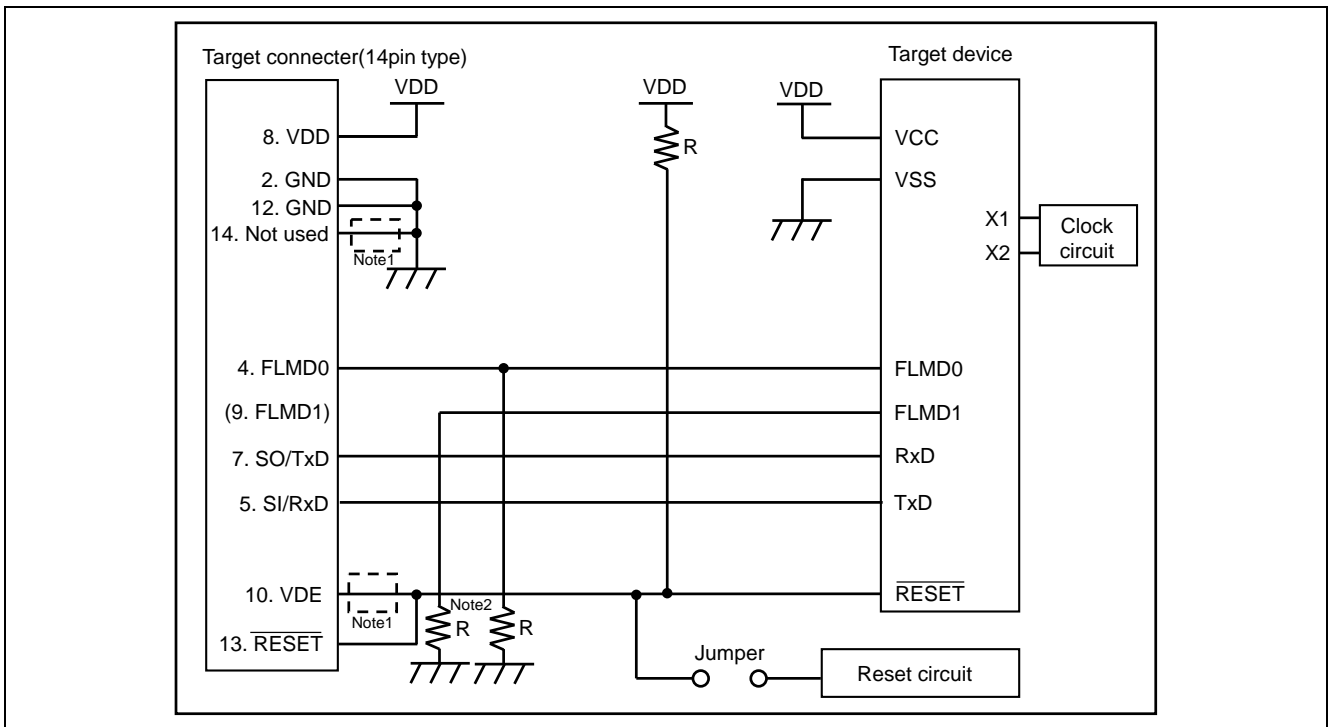 Target connecter(14pin type)
8. VDD
2. GND
12. GND
14. Not used
4. FLMD0
(9. FLMD1)
7. SO/TxD
5. SI/RxD
10. VDE
13. RESET
VDD
Note1
Note1
Note2
R
R
VDD
R
Jumper
Reset circuit
VDD
Target device
VCC
VSS
X1
X2
Clock
circuit
FLMD0
FLMD1
RxD
TxD
RESET